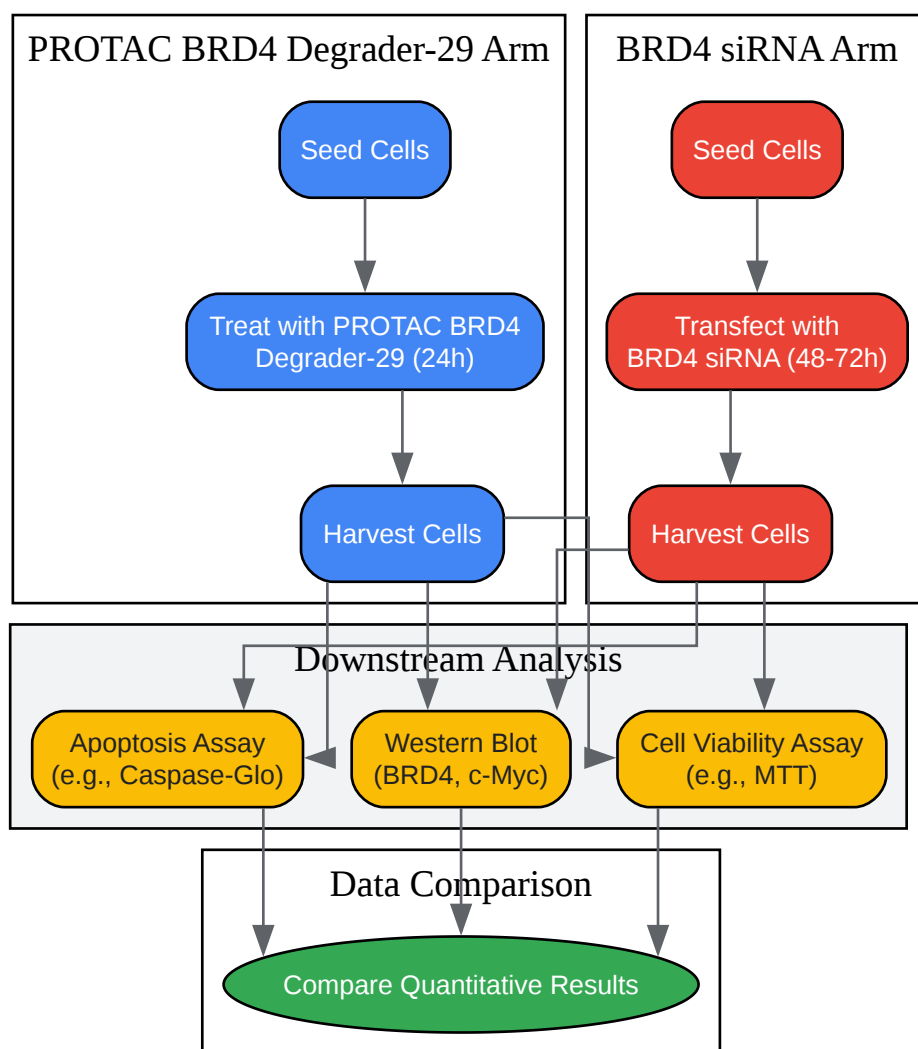 PROTAC BRD4 Degrader-29 Arm
Seed Cells
Treat with PROTAC BRD4
Degrader-29 (24h)
Harvest Cells
BRD4 siRNA Arm
Seed Cells
Transfect with
BRD4 siRNA (48-72h)
Harvest Cells
Downstream Analysis
Apoptosis Assay
(e.g., Caspase-Glo)
Western Blot
(BRD4, c-Myc)
Cell Viability Assay
(e.g., MTT)
Data Comparison
Compare Quantitative Results